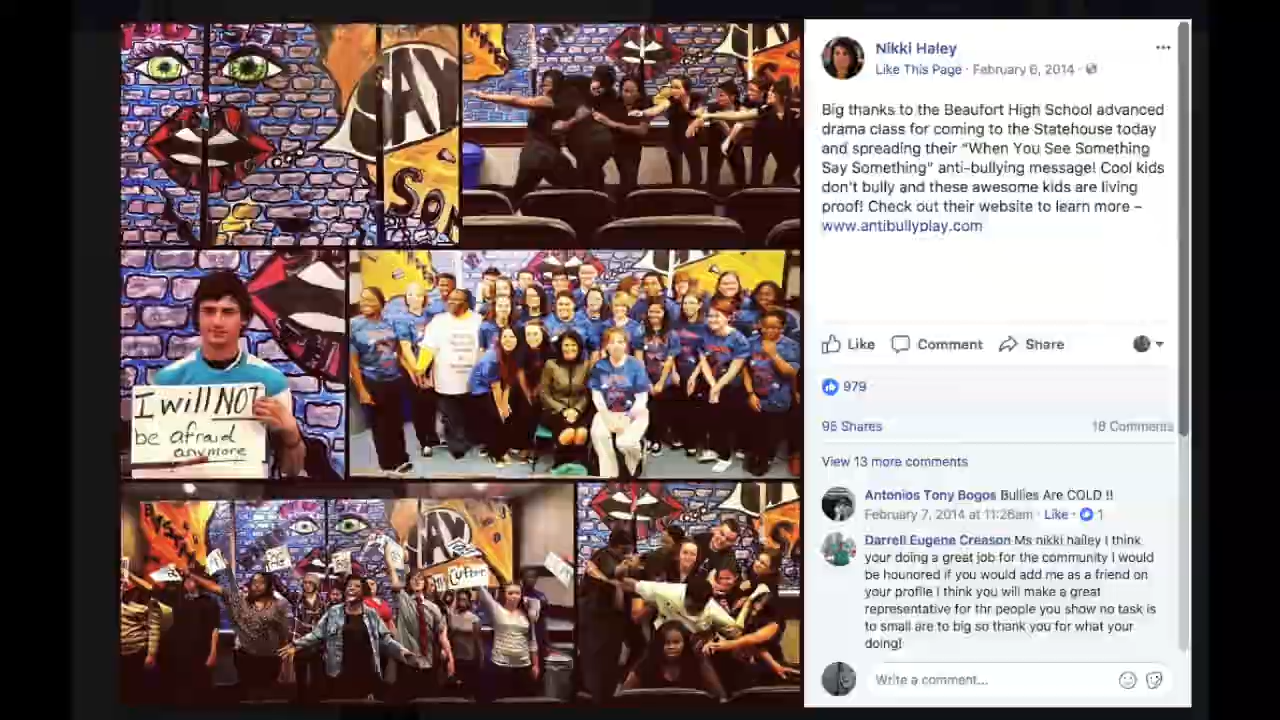 SAY
SOM
I will NOT
be afraid
anymore
SAY
Nikki Haley
Like This Page · February 6, 2014 ·
Big thanks to the Beaufort High School advanced
drama class for coming to the Statehouse today
and spreading their “When You See Something
Say Something” anti-bullying message! Cool kids
don't bully and these awesome kids are living
proof! Check out their website to learn more –
www.antibullyplay.com
Like Comment Share
979
96 Shares 18 Comments
View 13 more comments
Antonios Tony Bogos Bullies Are COLD !!
February 7, 2014 at 11:26am · Like · 1
Darrell Eugene Creason Ms nikki hailey I think
your doing a great job for the community I would
be hounored if you would add me as a friend on
your profile I think you will make a great
representative for thr people you show no task is
to small are to big so thank you for what your
doing!
Write a comment...